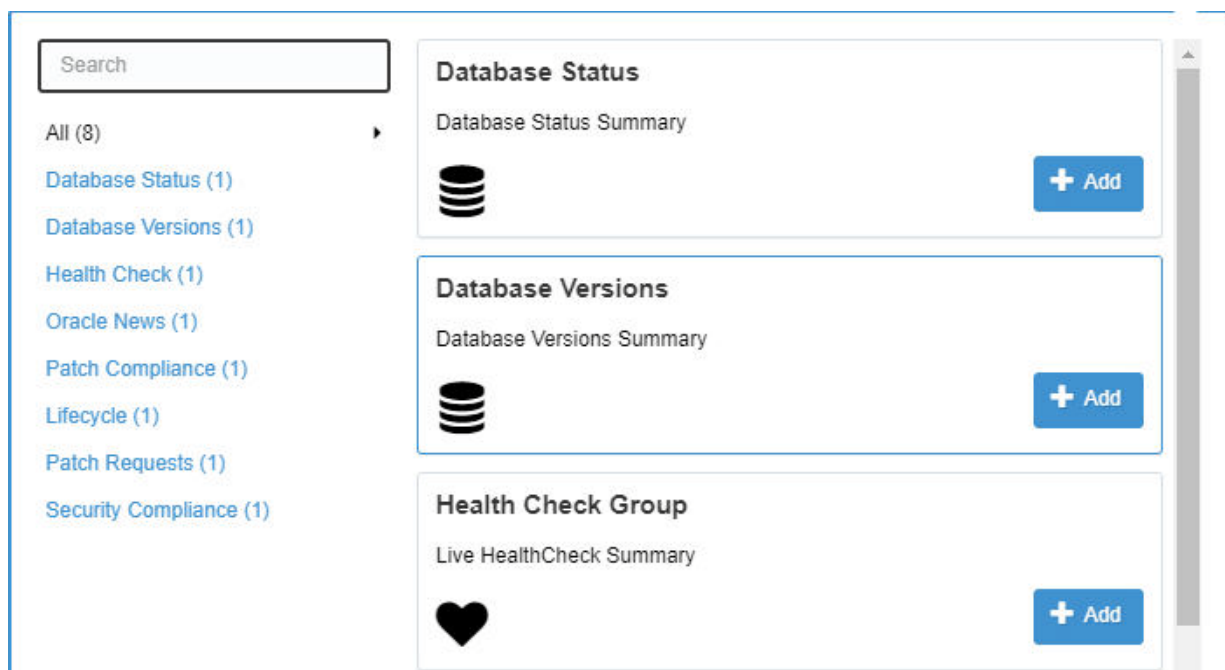 Search
All (8)
Database Status (1)
Database Versions (1)
Health Check (1)
Oracle News (1)
Patch Compliance (1)
Lifecycle (1)
Patch Requests (1)
Security Compliance (1)
Database Status
Database Status Summary
Add
Database Versions
Database Versions Summary
Add
Health Check Group
Live HealthCheck Summary
Add